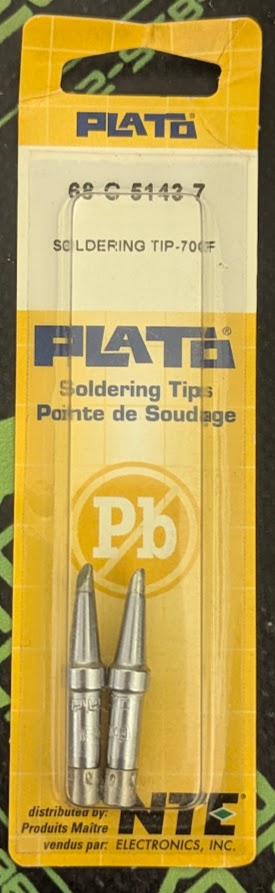 PLATO®
68 C 5143 7
SOLDERING TIP-700F
PLATO®
Soldering Tips
Pointe de Soudage
Pb
distributed by:
Produits Maître
vendus par:
NTE®
ELECTRONICS, INC.